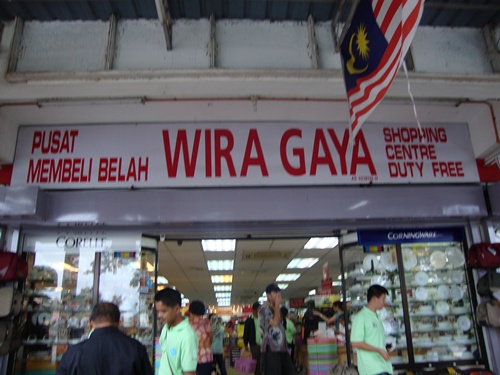 PUSAT
MEMBELI BELAH
WIRA GAYA
SHOPPING
CENTRE
DUTY FREE
CORELLE
CORNINGWARE